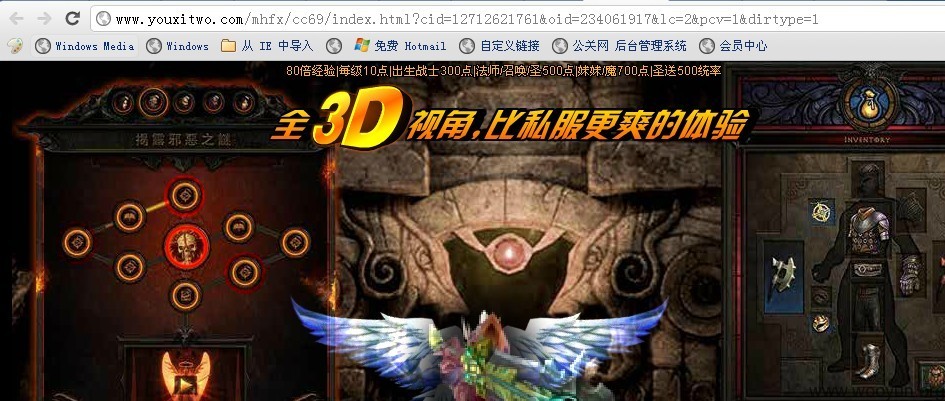 www.youxitwo.com/mhfx/cc69/index.html?cid=12712621761&oid=234061917&lc=2&pcv=1&dirtype=1
Windows Media Windows 从 IE 中导入 免费 Hotmail 自定义链接 公关网 后台管理系统 会员中心
80倍经验|每级10点|出生战士300点|法师/召唤/圣500点|妹妹/魔700点|圣送500统率
全3D视角,比私服更爽的体验
揭露邪惡之謎
INVENTORY